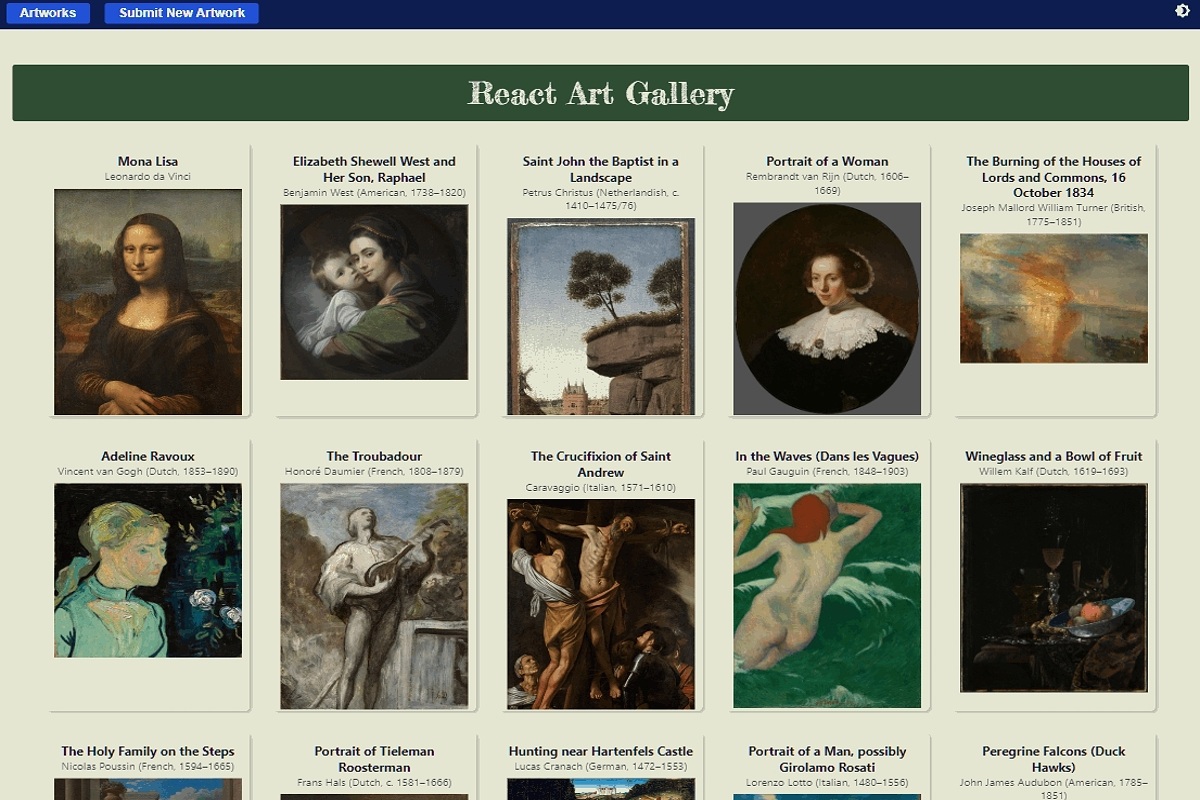 Artworks
Submit New Artwork
React Art Gallery
Mona Lisa
Leonardo da Vinci
Elizabeth Shewell West and
Her Son, Raphael
Benjamin West (American, 1738–1820)
Saint John the Baptist in a
Landscape
Petrus Christus (Netherlandish, c.
1410–1475/76)
Portrait of a Woman
Rembrandt van Rijn (Dutch, 1606–
1669)
The Burning of the Houses of
Lords and Commons, 16
October 1834
Joseph Mallord William Turner (British,
1775–1851)
Adeline Ravoux
Vincent van Gogh (Dutch, 1853–1890)
The Troubadour
Honoré Daumier (French, 1808–1879)
The Crucifixion of Saint
Andrew
Caravaggio (Italian, 1571–1610)
In the Waves (Dans les Vagues)
Paul Gauguin (French, 1848–1903)
Wineglass and a Bowl of Fruit
Willem Kalf (Dutch, 1619–1693)
The Holy Family on the Steps
Nicolas Poussin (French, 1594–1665)
Portrait of Tieleman
Roosterman
Frans Hals (Dutch, c. 1581–1666)
Hunting near Hartenfels Castle
Lucas Cranach (German, 1472–1553)
Portrait of a Man, possibly
Girolamo Rosati
Lorenzo Lotto (Italian, 1480–1556)
Peregrine Falcons (Duck
Hawks)
John James Audubon (American, 1785–
1851)